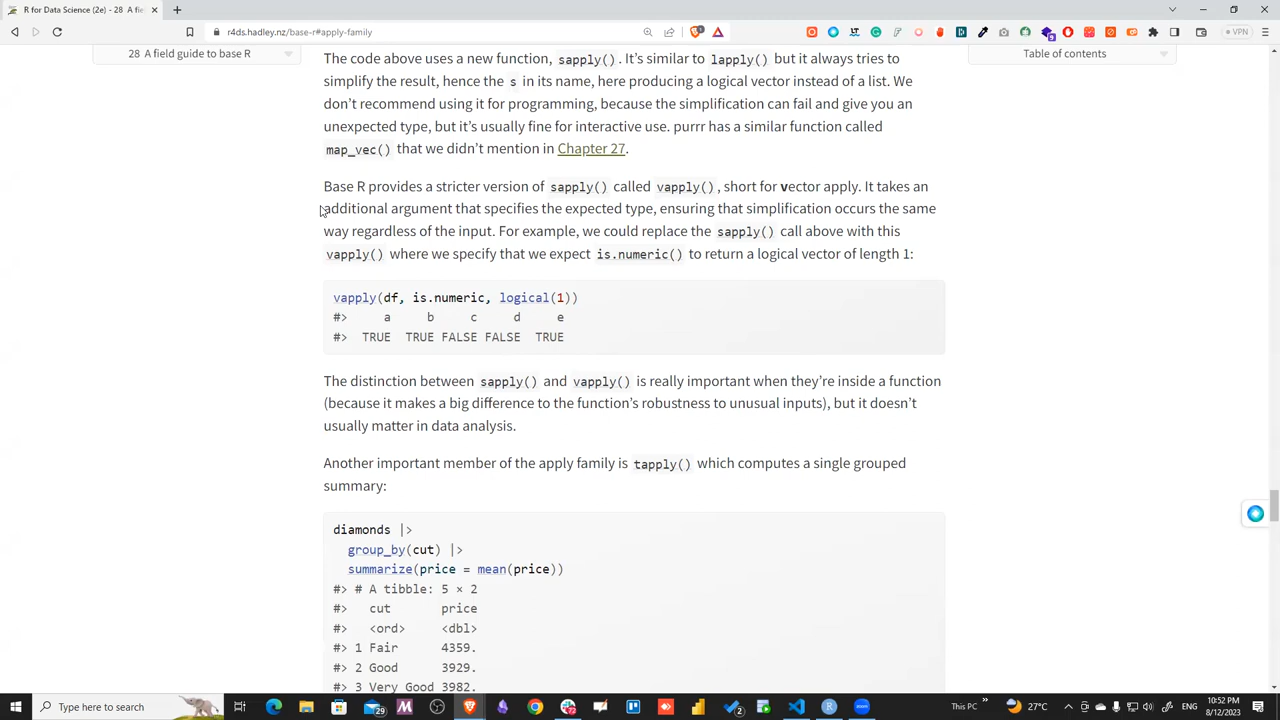 R for Data Science (2e) - 28 A fi
r4ds.hadley.nz/base-r#apply-family
VPN
28 A field guide to base R
Table of contents
The code above uses a new function, sapply(). It's similar to lapply() but it always tries to
simplify the result, hence the s in its name, here producing a logical vector instead of a list. We
don't recommend using it for programming, because the simplification can fail and give you an
unexpected type, but it's usually fine for interactive use. purrr has a similar function called
map_vec() that we didn't mention in Chapter 27.
Base R provides a stricter version of sapply() called vapply(), short for vector apply. It takes an
additional argument that specifies the expected type, ensuring that simplification occurs the same
way regardless of the input. For example, we could replace the sapply() call above with this
vapply() where we specify that we expect is.numeric() to return a logical vector of length 1:
vapply(df, is.numeric, logical(1))
#>     a     b     c     d     e
#>  TRUE  TRUE FALSE FALSE  TRUE
The distinction between sapply() and vapply() is really important when they're inside a function
(because it makes a big difference to the function's robustness to unusual inputs), but it doesn't
usually matter in data analysis.
Another important member of the apply family is tapply() which computes a single grouped
summary:
diamonds |>
  group_by(cut) |>
  summarize(price = mean(price))
#> # A tibble: 5 × 2
#>   cut       price
#>   <ord>     <dbl>
#> 1 Fair      4359.
#> 2 Good      3929.
#> 3 Very Good 3982.
Type here to search
29
2
This PC
27°C
10:52 PM
8/12/2023